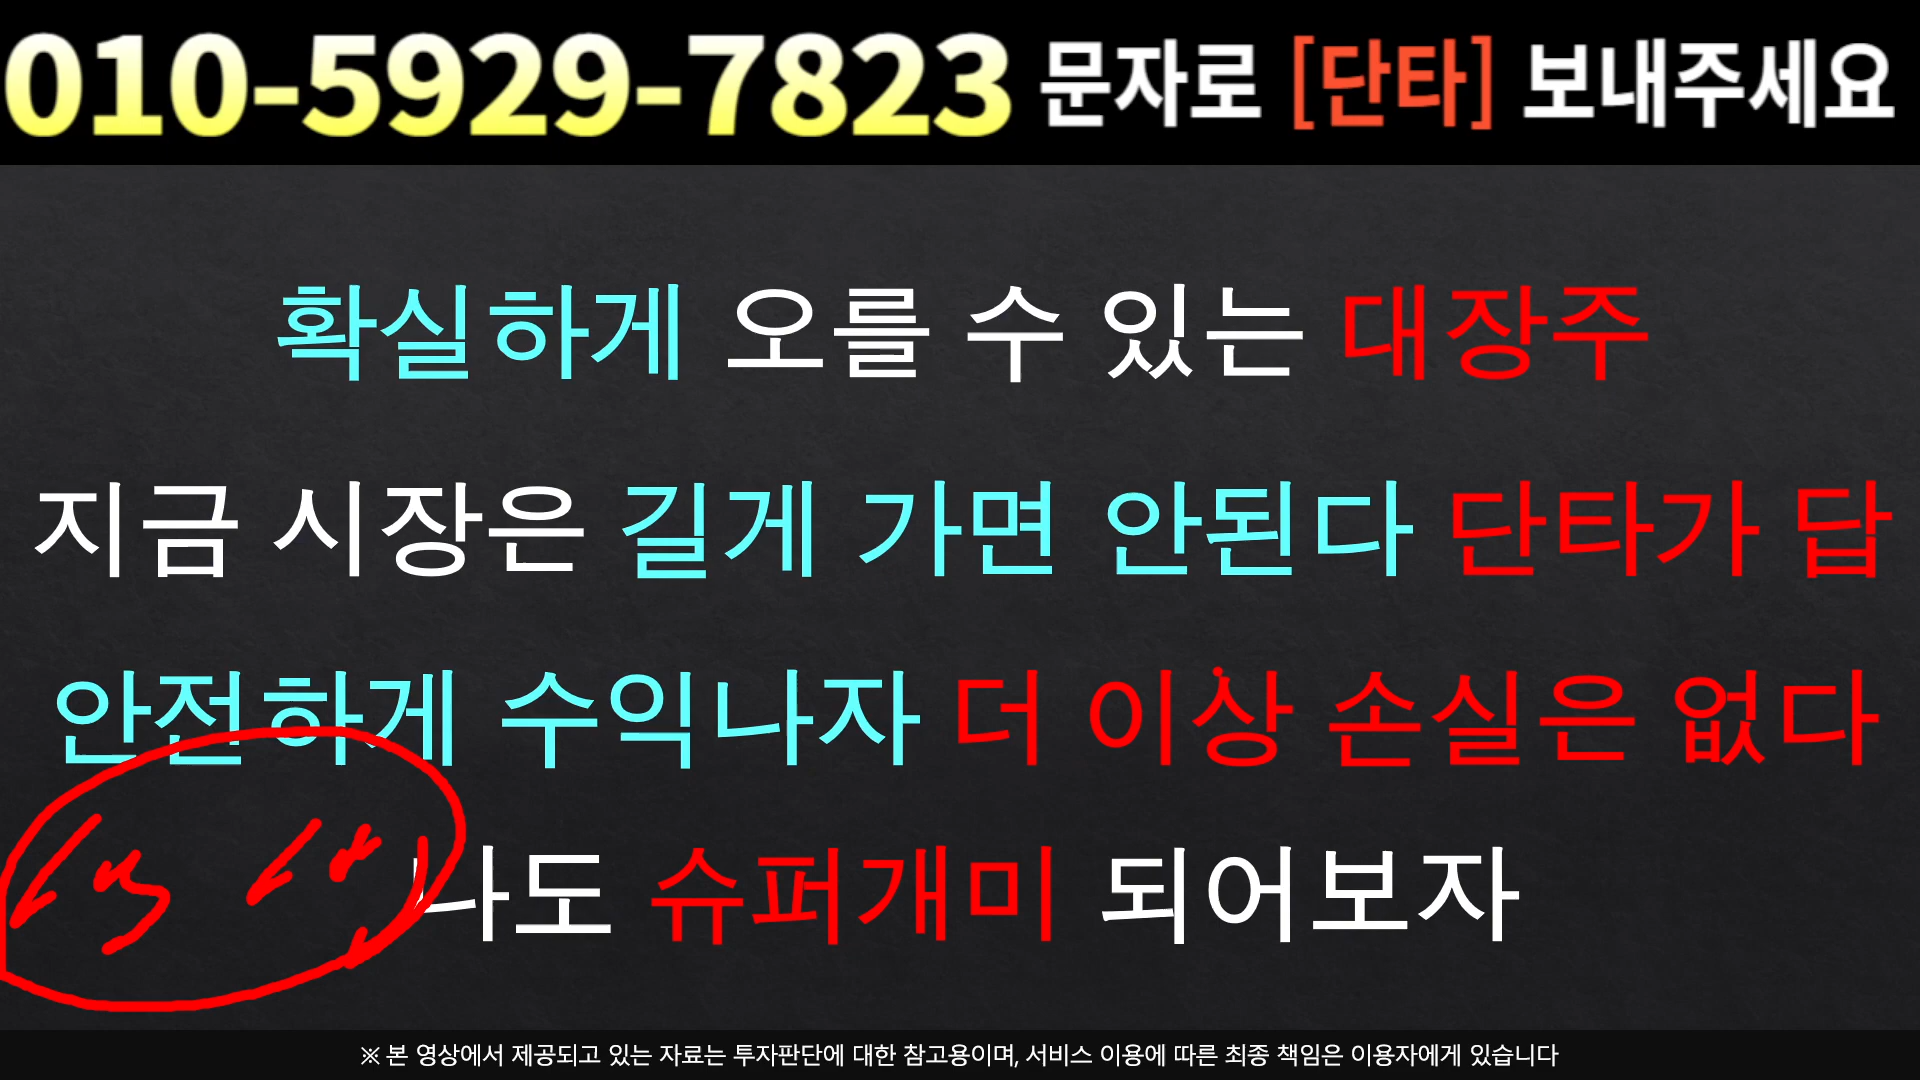 010-5929-7823 문자로 [단타] 보내주세요
확실하게 오를 수 있는 대장주
지금 시장은 길게 가면 안된다 단타가 답
안전하게 수익나자 더 이상 손실은 없다
나도 슈퍼개미 되어보자
※ 본 영상에서 제공되고 있는 자료는 투자판단에 대한 참고용이며, 서비스 이용에 따른 최종 책임은 이용자에게 있습니다